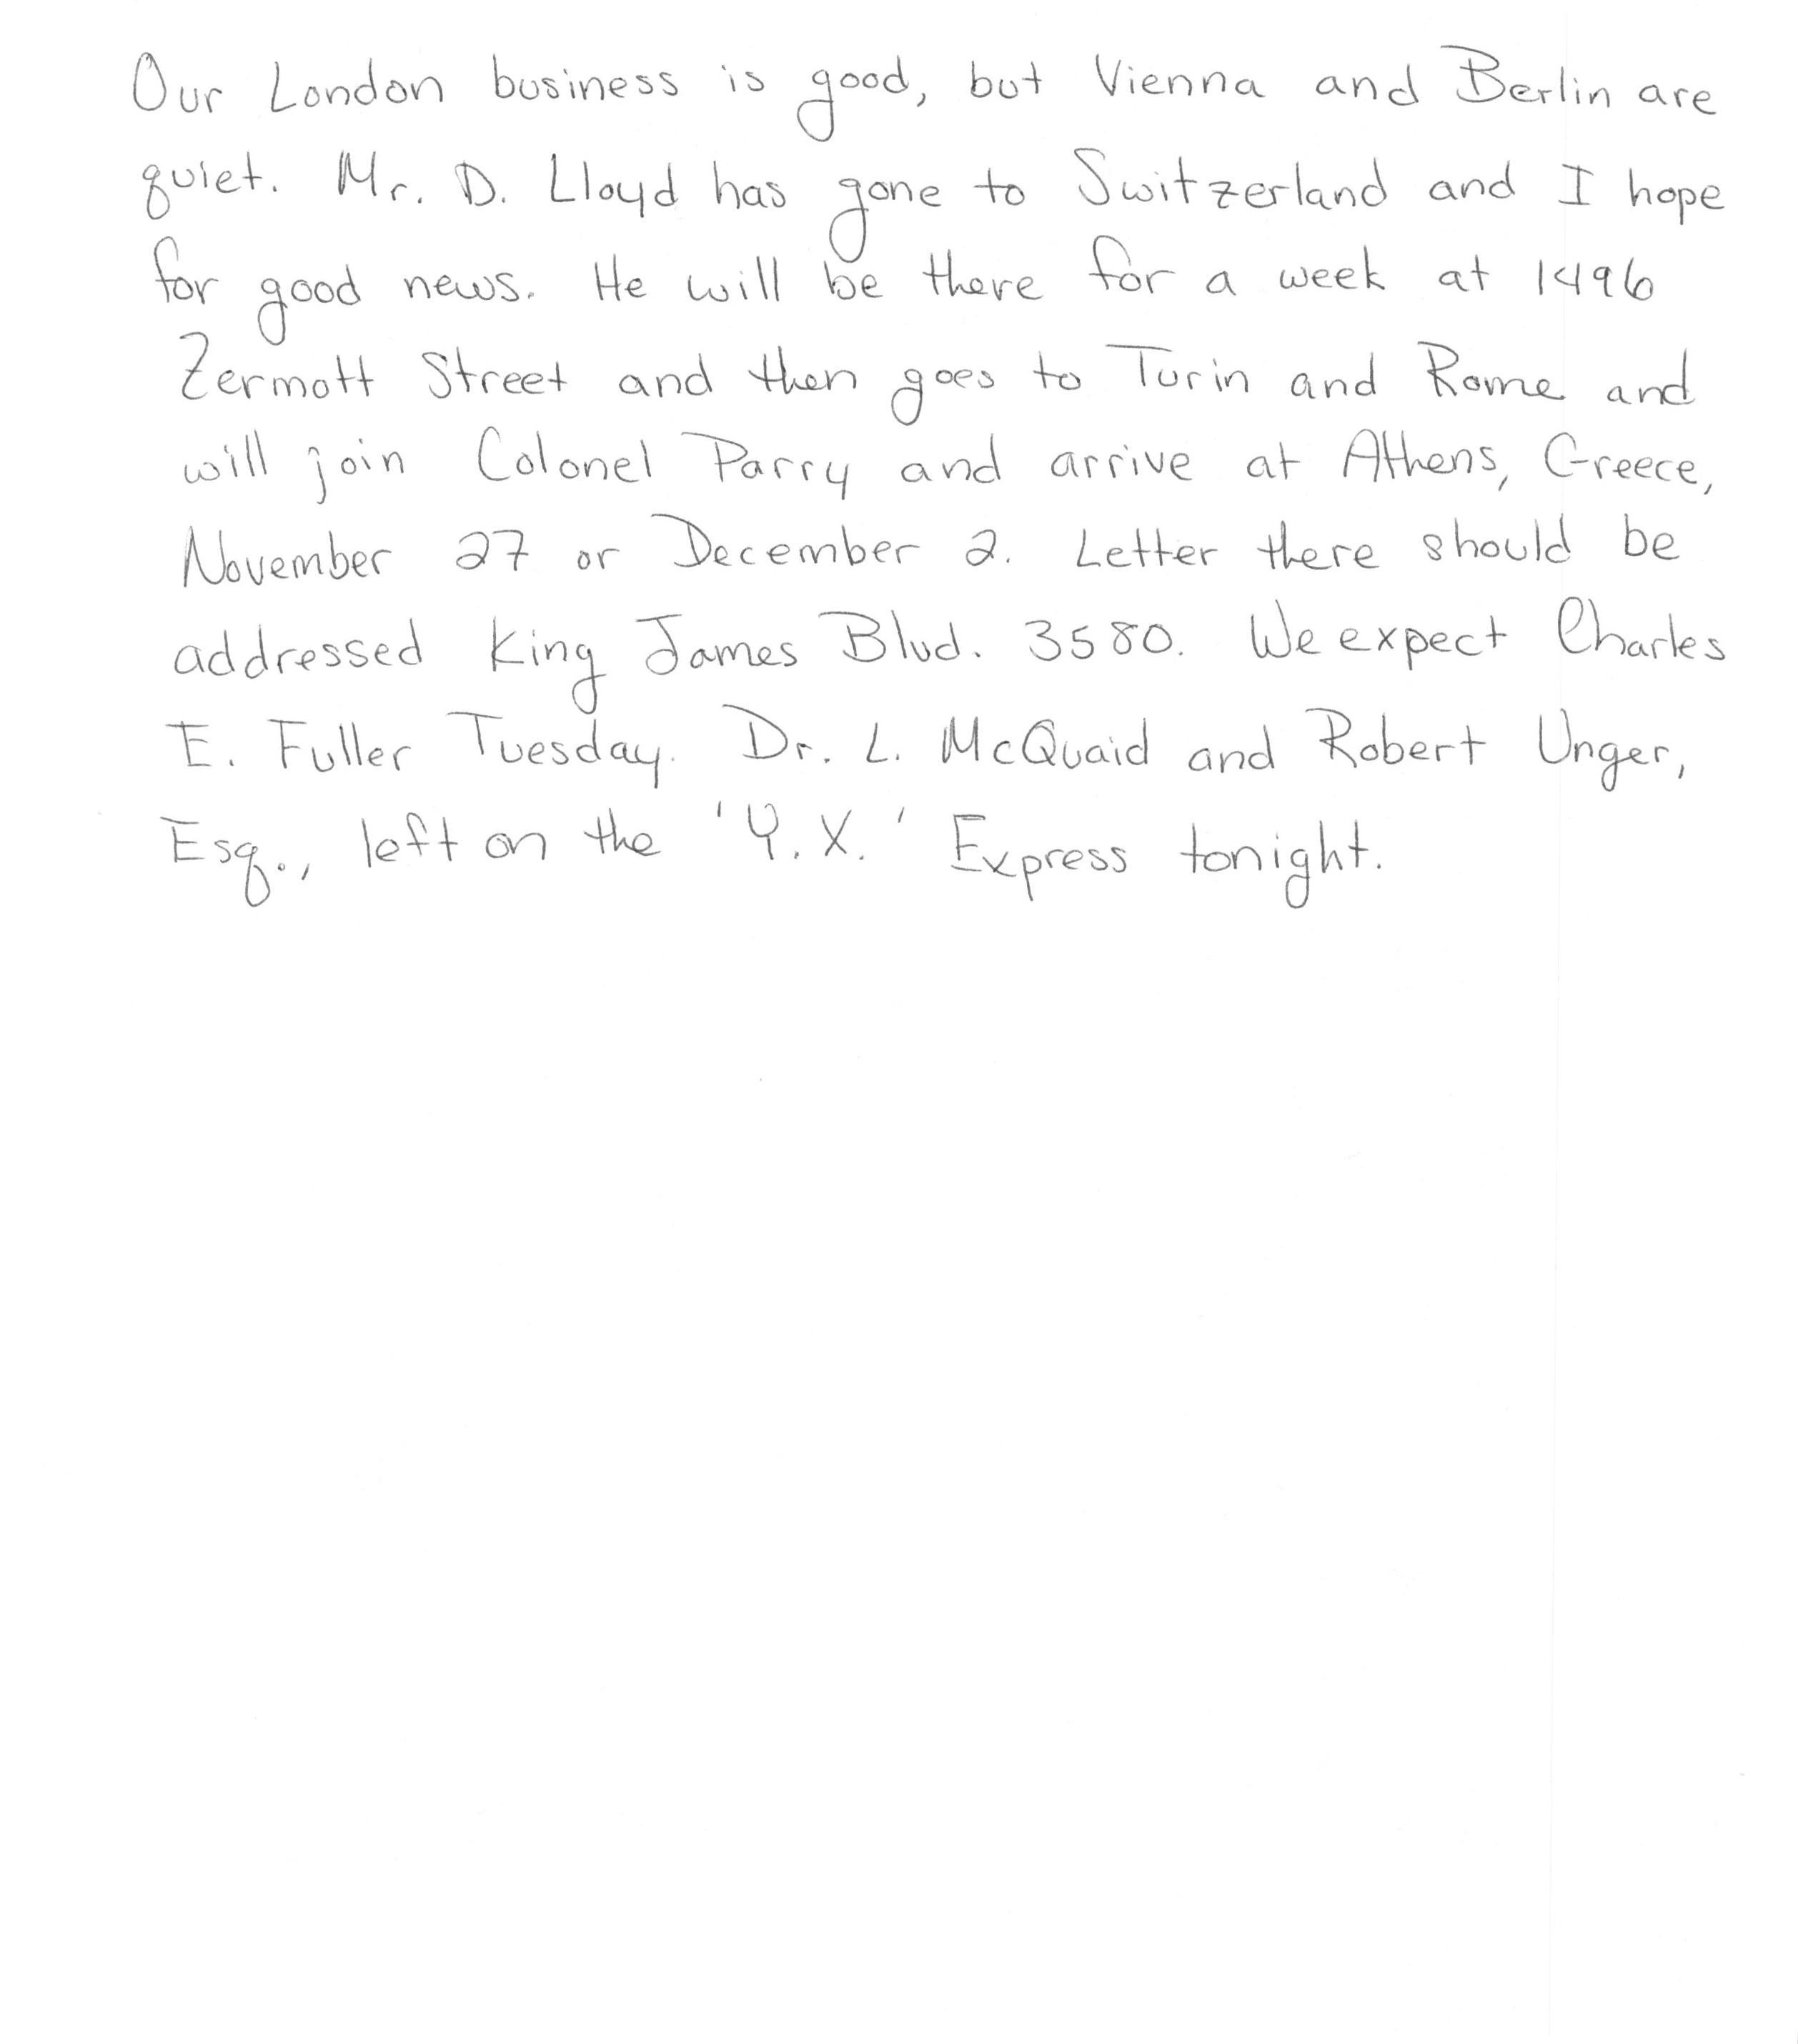 Our London business is good, but Vienna and Berlin are
quiet. Mr. D. Lloyd has gone to Switzerland and I hope
for good news. He will be there for a week at 1496
Zermott Street and then goes to Turin and Rome and
will join Colonel Parry and arrive at Athens, Greece,
November 27 or December 2. Letter there should be
addressed King James Blvd. 3580. We expect Charles
E. Fuller Tuesday. Dr. L. McQuaid and Robert Unger,
Esq., left on the 'Y.X.' Express tonight.